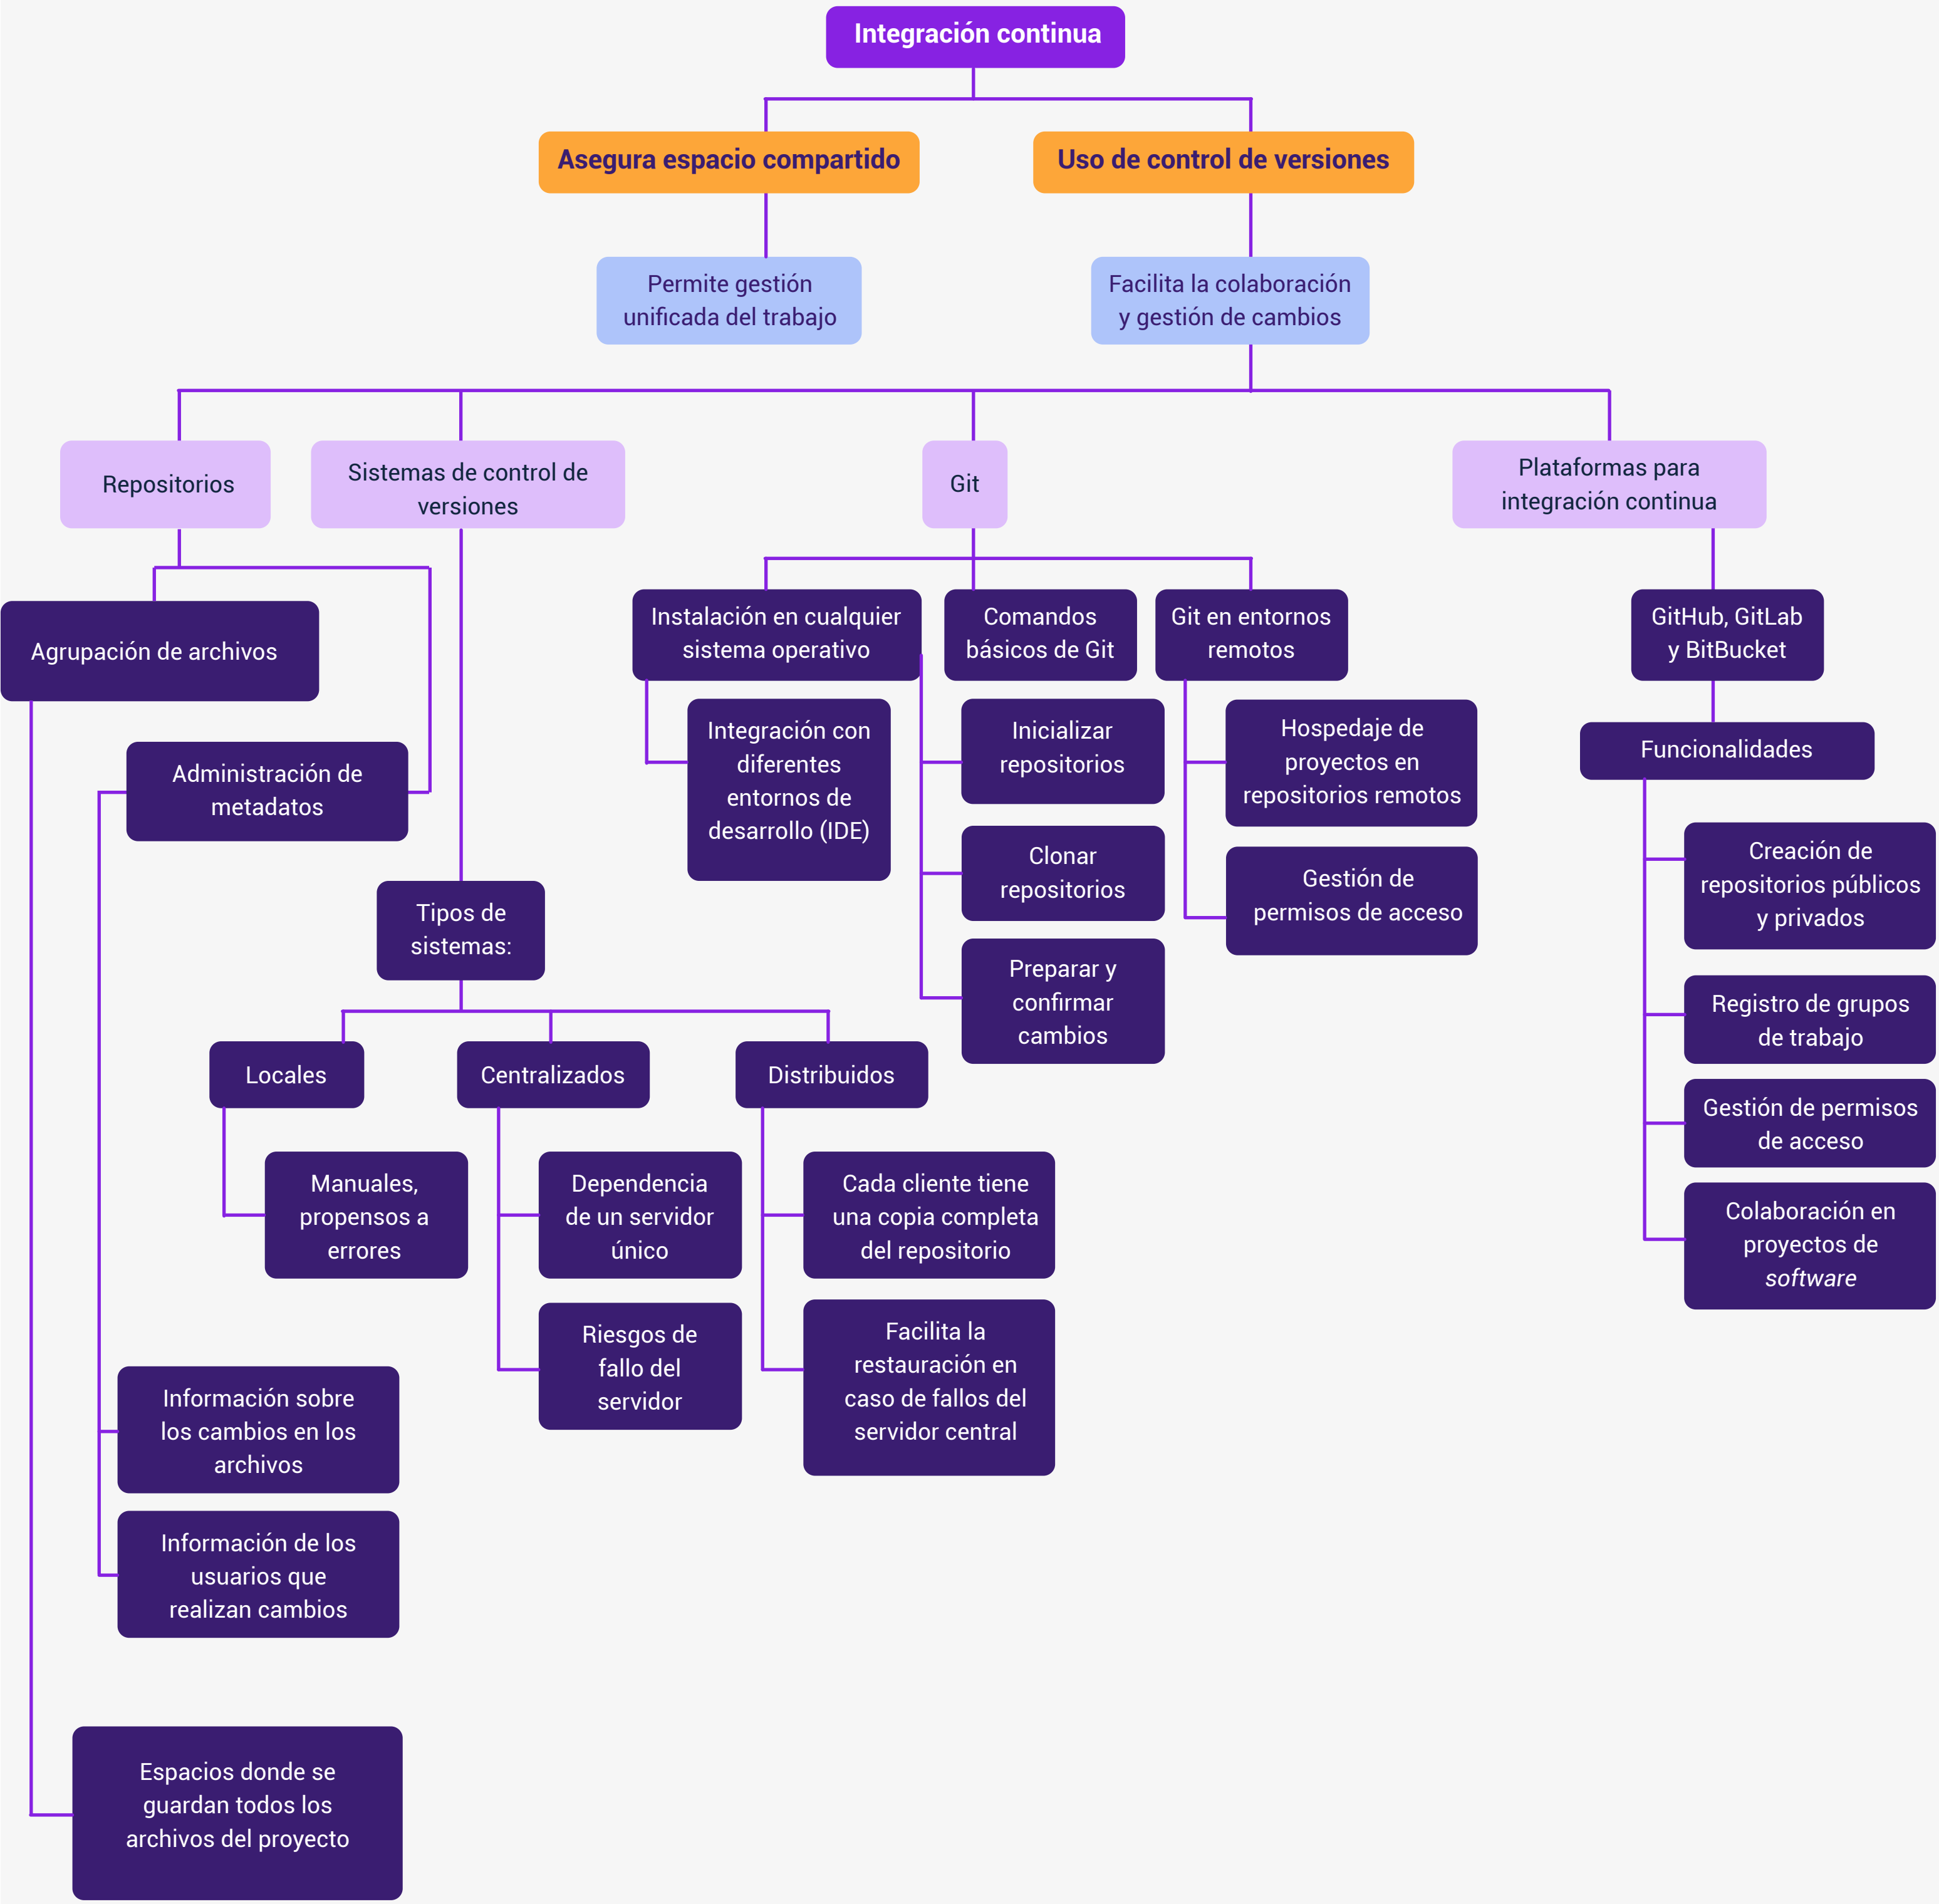 Integración continua
Asegura espacio compartido
Uso de control de versiones
Permite gestión
unificada del trabajo
Facilita la colaboración
y gestión de cambios
Repositorios
Sistemas de control de
versiones
Git
Plataformas para
integración continua
Agrupación de archivos
Administración de
metadatos
Instalación en cualquier
sistema operativo
Comandos
básicos de Git
Git en entornos
remotos
GitHub, GitLab
y BitBucket
Integración con
diferentes
entornos de
desarrollo (IDE)
Inicializar
repositorios
Clonar
repositorios
Preparar y
confirmar
cambios
Hospedaje de
proyectos en
repositorios remotos
Gestión de
permisos de acceso
Funcionalidades
Creación de
repositorios públicos
y privados
Registro de grupos
de trabajo
Gestión de permisos
de acceso
Colaboración en
proyectos de
software
Tipos de
sistemas:
Locales
Centralizados
Distribuidos
Manuales,
propensos a
errores
Dependencia
de un servidor
único
Riesgos de
fallo del
servidor
Cada cliente tiene
una copia completa
del repositorio
Facilita la
restauración en
caso de fallos del
servidor central
Información sobre
los cambios en los
archivos
Información de los
usuarios que
realizan cambios
Espacios donde se
guardan todos los
archivos del proyecto